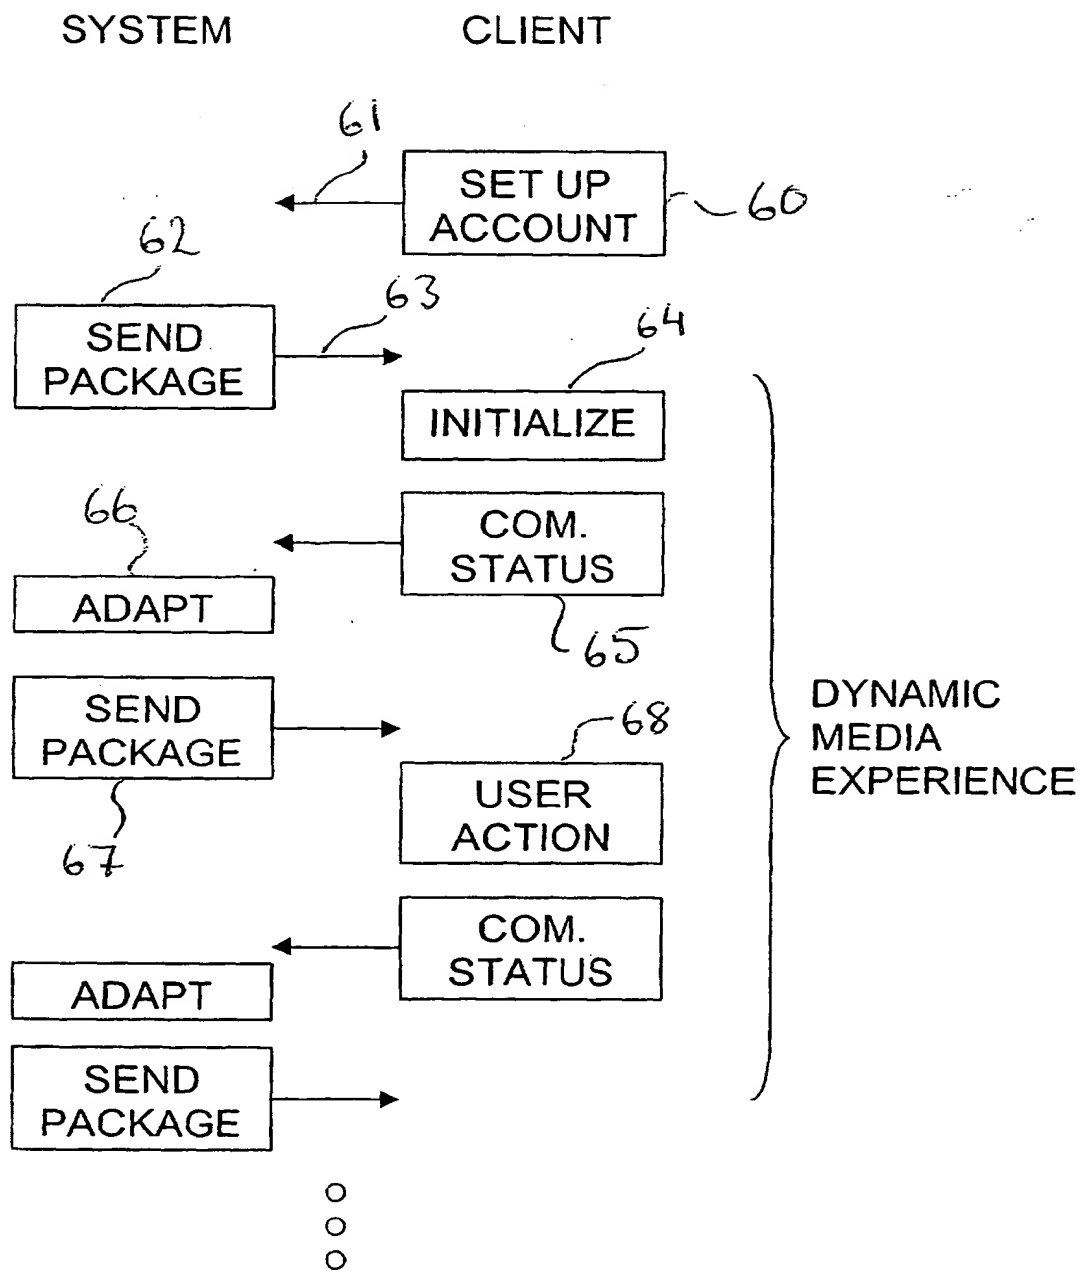 SYSTEM
CLIENT
61
SET UP
ACCOUNT
60
62
SEND
PACKAGE
63
64
INITIALIZE
66
COM.
STATUS
65
ADAPT
SEND
PACKAGE
67
68
USER
ACTION
DYNAMIC
MEDIA
EXPERIENCE
COM.
STATUS
ADAPT
SEND
PACKAGE